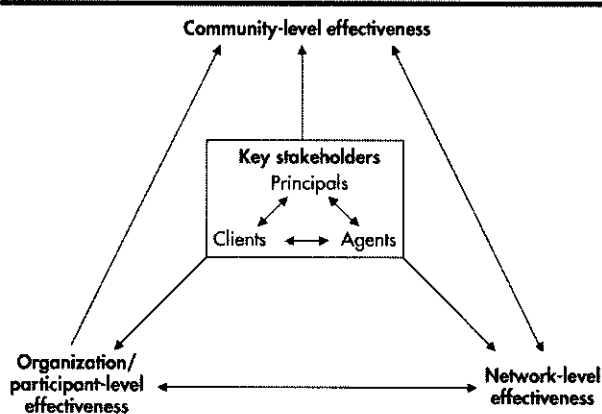 Community-level effectiveness
Key stakeholders
Principals
Clients
Agents
Organization/
participant-level
effectiveness
Network-level
effectiveness